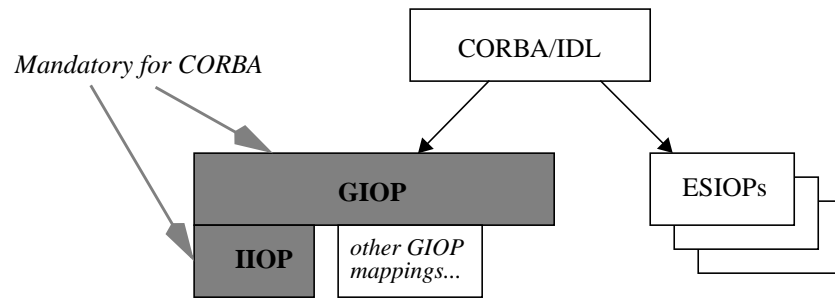 CORBA/IDL
Mandatory for CORBA
GIOP
ESIOPs
IIOP
other GIOP
mappings...